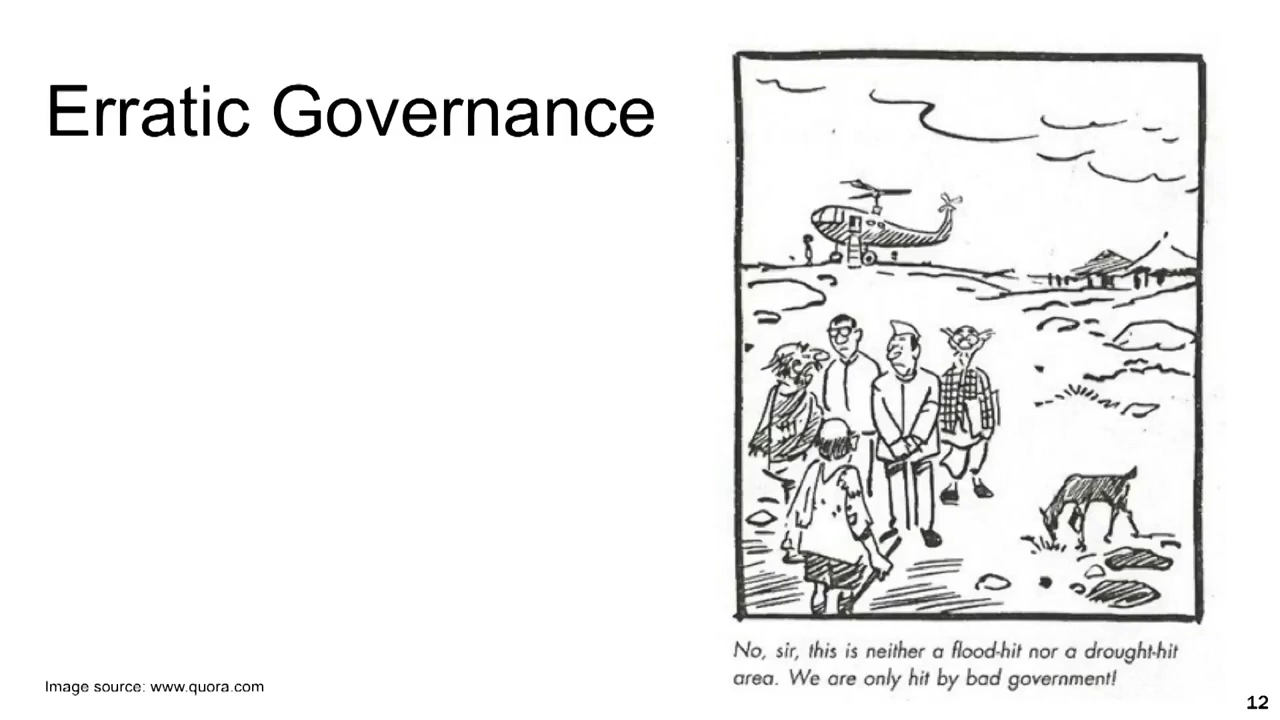 Erratic Governance
No, sir, this is neither a flood-hit nor a drought-hit
area. We are only hit by bad government!
Image source: www.quora.com
12